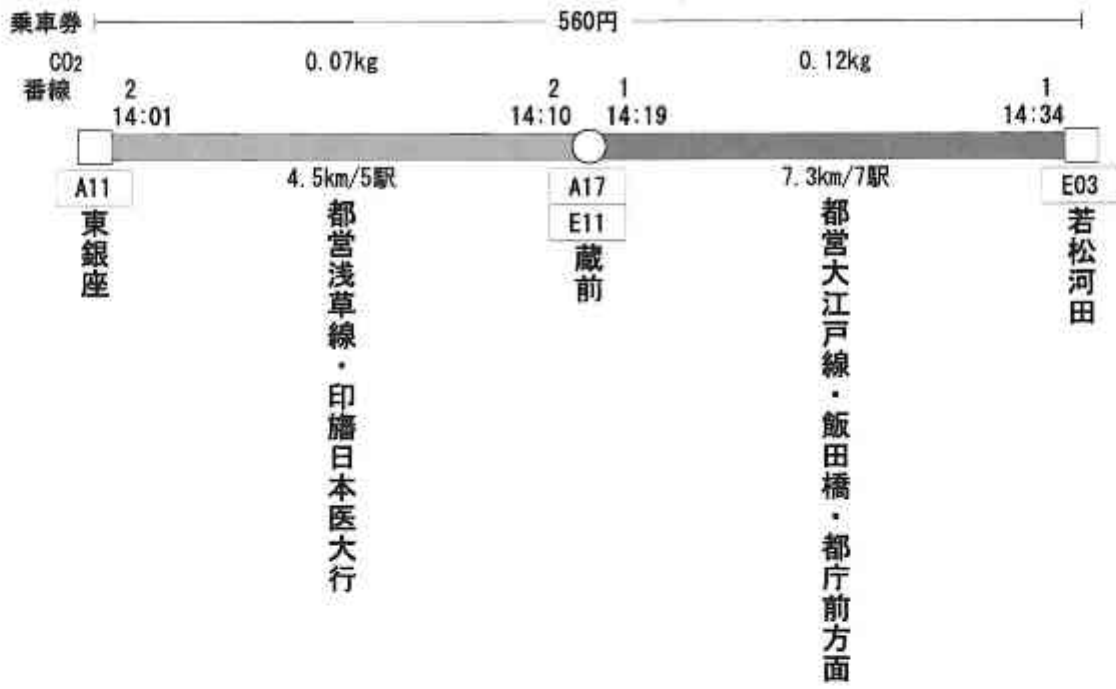 乗車券 560円
CO2 0.07kg 0.12kg
番線 2 2 1 1
14:01 14:10 14:19 14:34
4.5km/5駅 7.3km/7駅
A11 A17 E03
E11
東銀座
都営浅草線・印旛日本医大行
蔵前
都営大江戸線・飯田橋・都庁前方面
若松河田